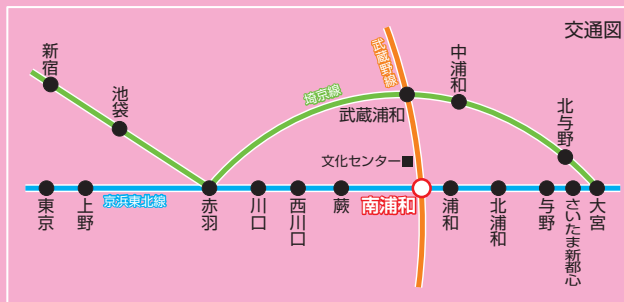 交通図
新宿
池袋
埼京線
武蔵野線
武蔵浦和
中浦和
北与野
文化センター
京浜東北線
東京
上野
赤羽
川口
西川口
蕨
南浦和
浦和
北浦和
与野
さいたま新都心
大宮